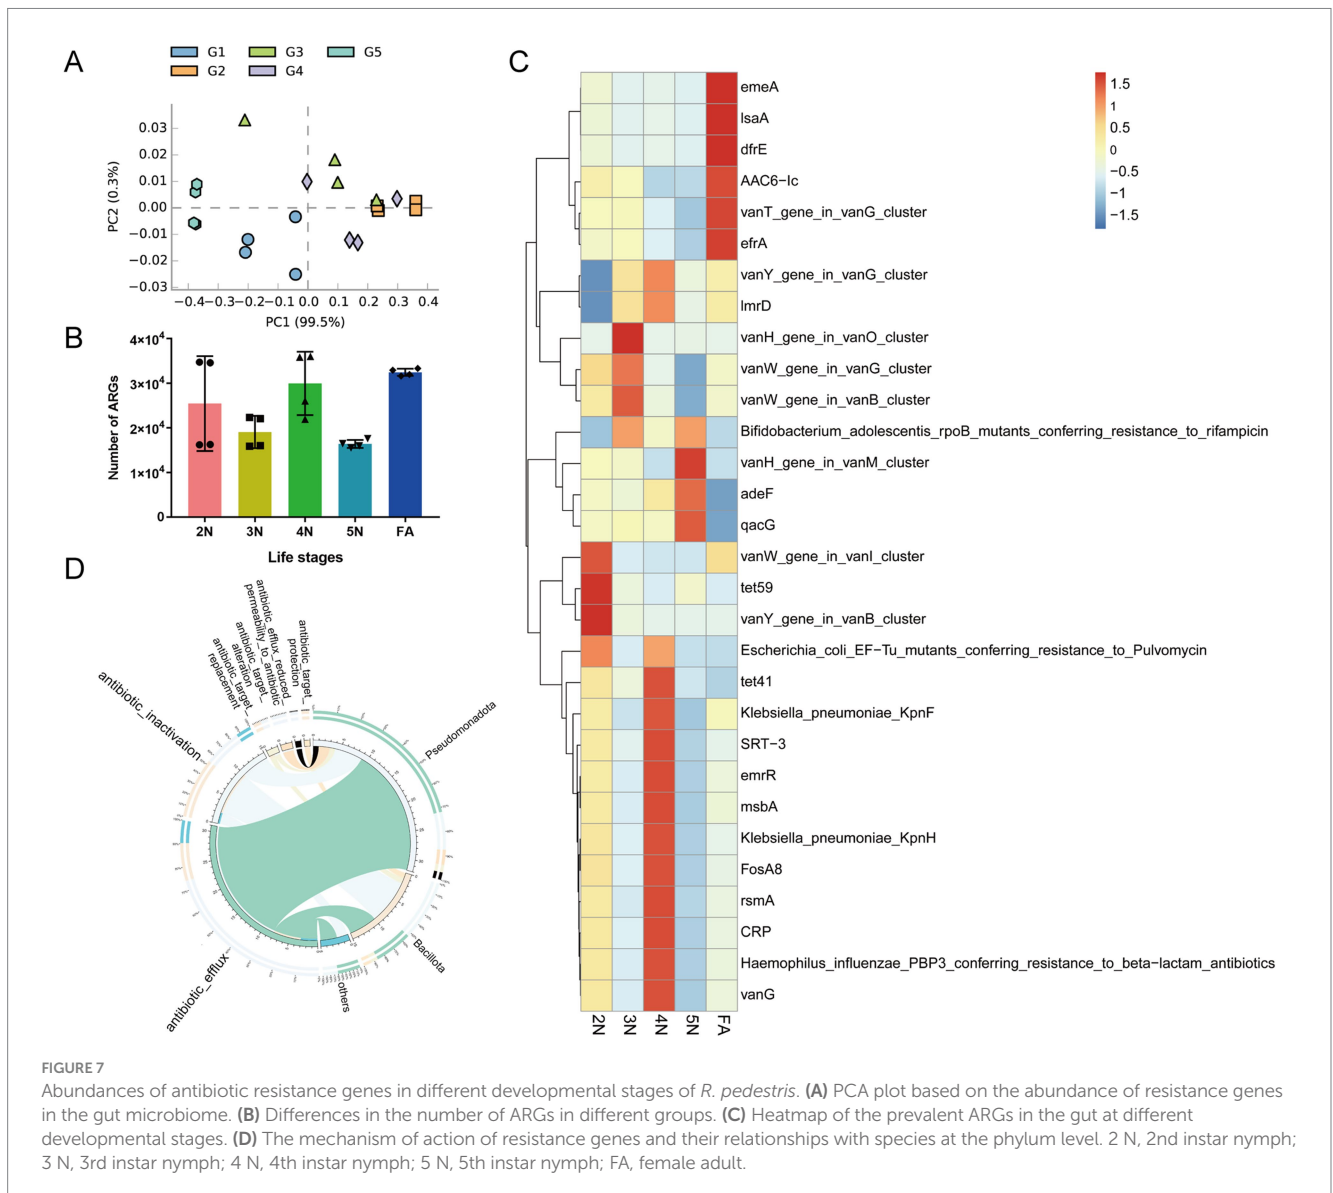 A
G1
G3
G5
G2
G4
PC2 (0.3%)
0.03
0.02
0.01
0.00
−0.01
−0.02
−0.03
−0.4−0.3−0.2−0.1 0.0 0.1 0.2 0.3 0.4
PC1 (99.5%)
B
Number of ARGs
4×10⁴
3×10⁴
2×10⁴
1×10⁴
0
2N 3N 4N 5N FA
Life stages
C
emeA
lsaA
dfrE
AAC6−Ic
vanT_gene_in_vanG_cluster
efrA
vanY_gene_in_vanG_cluster
lmrD
vanH_gene_in_vanO_cluster
vanW_gene_in_vanG_cluster
vanW_gene_in_vanB_cluster
Bifidobacterium_adolescentis_rpoB_mutants_conferring_resistance_to_rifampicin
vanH_gene_in_vanM_cluster
adeF
qacG
vanW_gene_in_vanI_cluster
tet59
vanY_gene_in_vanB_cluster
Escherichia_coli_EF−Tu_mutants_conferring_resistance_to_Pulvomycin
tet41
Klebsiella_pneumoniae_KpnF
SRT−3
emrR
msbA
Klebsiella_pneumoniae_KpnH
FosA8
rsmA
CRP
Haemophilus_influenzae_PBP3_conferring_resistance_to_beta−lactam_antibiotics
vanG
2N 3N 4N 5N FA
1.5
1
0.5
0
−0.5
−1
−1.5
D
antibiotic_inactivation
antibiotic_target_
replacement
antibiotic_target_
alteration
antibiotic_efflux_reduced_
permeability_to_antibiotic
antibiotic_target_
protection
Pseudomonadota
Bacillota
others
antibiotic_efflux
FIGURE 7
Abundances of antibiotic resistance genes in different developmental stages of R. pedestris. (A) PCA plot based on the abundance of resistance genes
in the gut microbiome. (B) Differences in the number of ARGs in different groups. (C) Heatmap of the prevalent ARGs in the gut at different
developmental stages. (D) The mechanism of action of resistance genes and their relationships with species at the phylum level. 2 N, 2nd instar nymph;
3 N, 3rd instar nymph; 4 N, 4th instar nymph; 5 N, 5th instar nymph; FA, female adult.